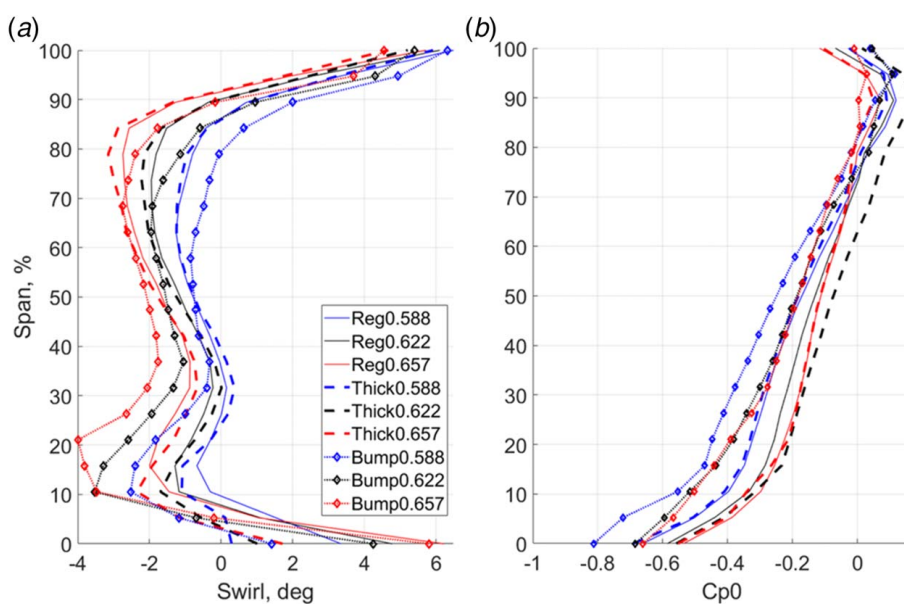 (a)
(b)
100
90
80
70
60
50
40
30
20
10
0
Span, %
-4
-2
0
2
4
6
Swirl, deg
Reg0.588
Reg0.622
Reg0.657
Thick0.588
Thick0.622
Thick0.657
Bump0.588
Bump0.622
Bump0.657
100
90
80
70
60
50
40
30
20
10
0
-1
-0.8
-0.6
-0.4
-0.2
0
Cp0